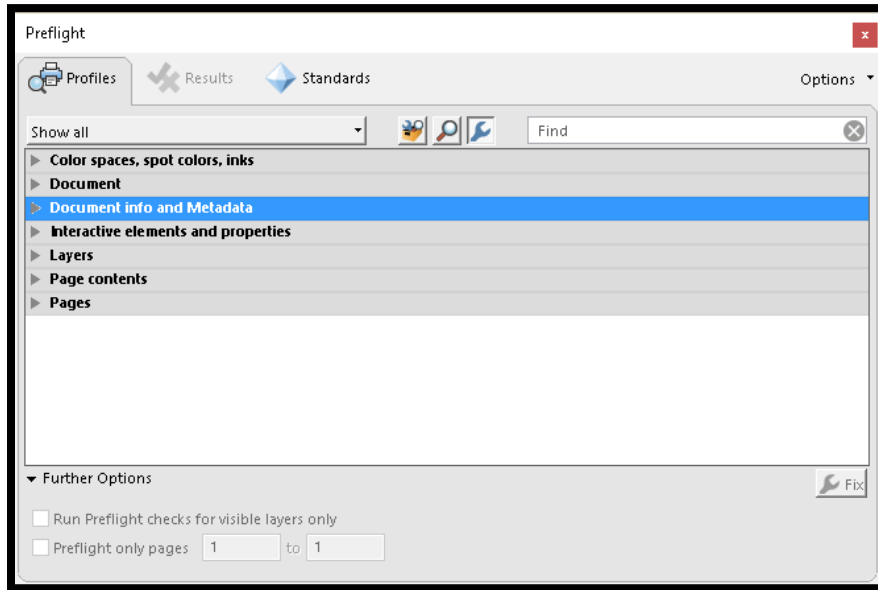 Preflight
x
Profiles Results Standards Options
Show all Find
Color spaces, spot colors, inks
Document
Document info and Metadata
Interactive elements and properties
Layers
Page contents
Pages
Further Options
Fix
Run Preflight checks for visible layers only
Preflight only pages 1 to 1